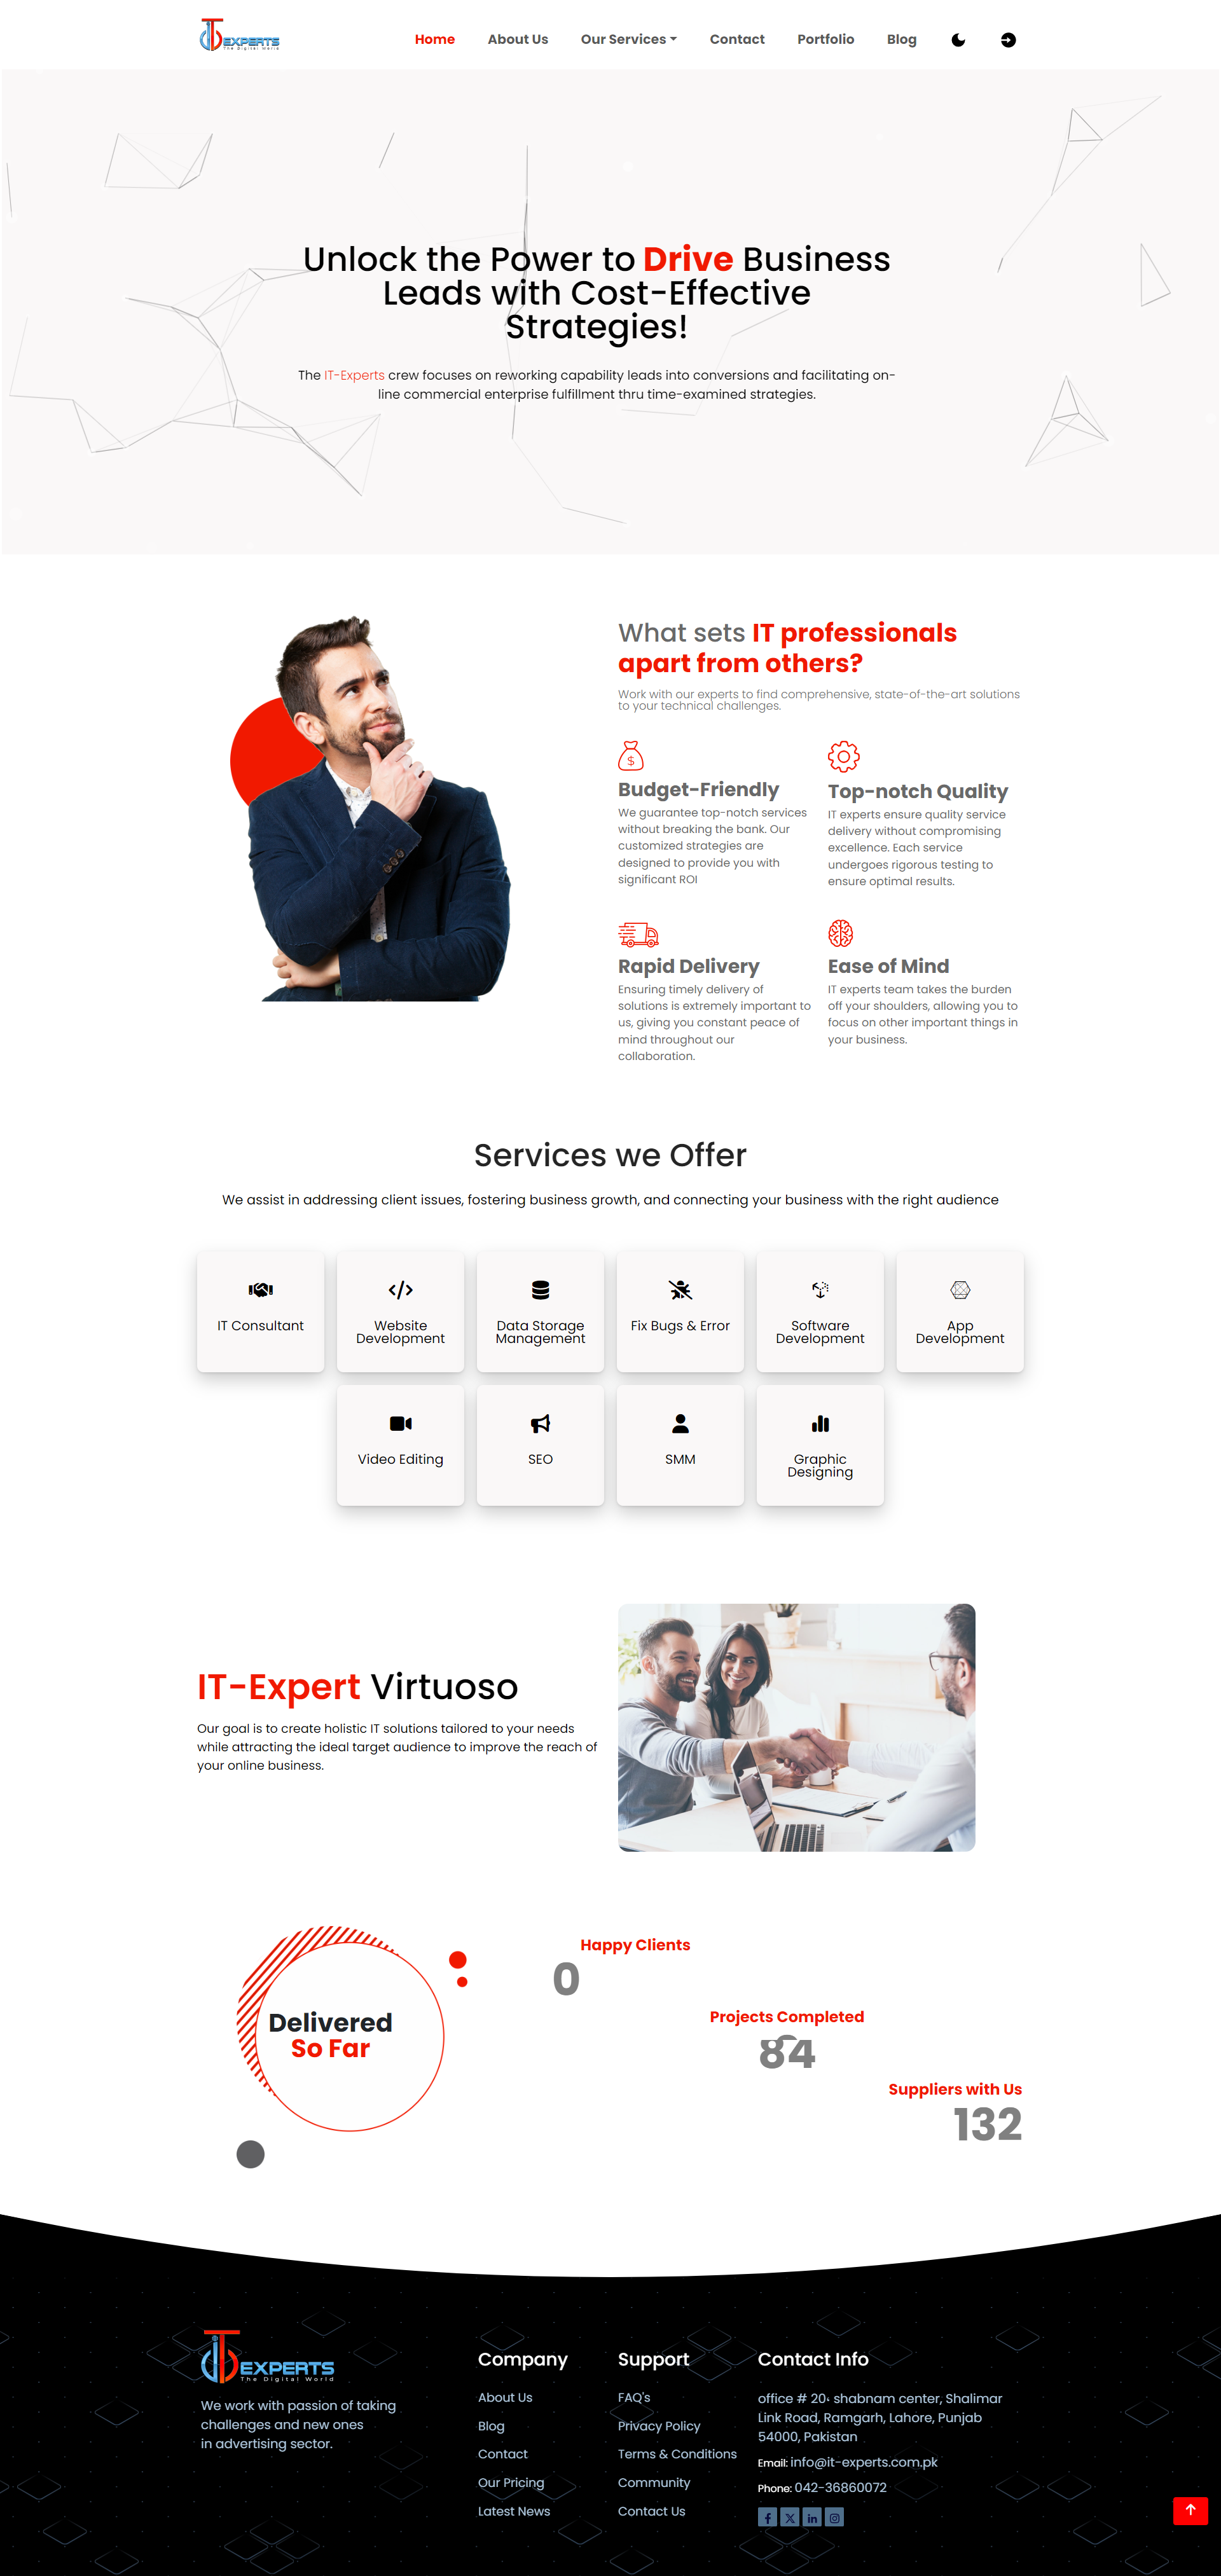 EXPERTS
The Digital World
Home
About Us
Our Services
Contact
Portfolio
Blog
Unlock the Power to Drive Business
Leads with Cost-Effective
Strategies!
The IT-Experts crew focuses on reworking capability leads into conversions and facilitating on-
line commercial enterprise fulfillment thru time-examined strategies.
What sets IT professionals
apart from others?
Work with our experts to find comprehensive, state-of-the-art solutions
to your technical challenges.
Budget-Friendly
We guarantee top-notch services
without breaking the bank. Our
customized strategies are
designed to provide you with
significant ROI
Top-notch Quality
IT experts ensure quality service
delivery without compromising
excellence. Each service
undergoes rigorous testing to
ensure optimal results.
Rapid Delivery
Ensuring timely delivery of
solutions is extremely important to
us, giving you constant peace of
mind throughout our
collaboration.
Ease of Mind
IT experts team takes the burden
off your shoulders, allowing you to
focus on other important things in
your business.
Services we Offer
We assist in addressing client issues, fostering business growth, and connecting your business with the right audience
IT Consultant
Website
Development
Data Storage
Management
Fix Bugs & Error
Software
Development
App
Development
Video Editing
SEO
SMM
Graphic
Designing
IT-Expert Virtuoso
Our goal is to create holistic IT solutions tailored to your needs
while attracting the ideal target audience to improve the reach of
your online business.
Delivered
So Far
Happy Clients
0
Projects Completed
84
Suppliers with Us
132
EXPERTS
The Digital World
We work with passion of taking
challenges and new ones
in advertising sector.
Company
About Us
Blog
Contact
Our Pricing
Latest News
Support
FAQ's
Privacy Policy
Terms & Conditions
Community
Contact Us
Contact Info
office # shabnam center, Shalimar
Link Road, Ramgarh, Lahore, Punjab
54000, Pakistan
Email: info@it-experts.com.pk
Phone: 042-36860072